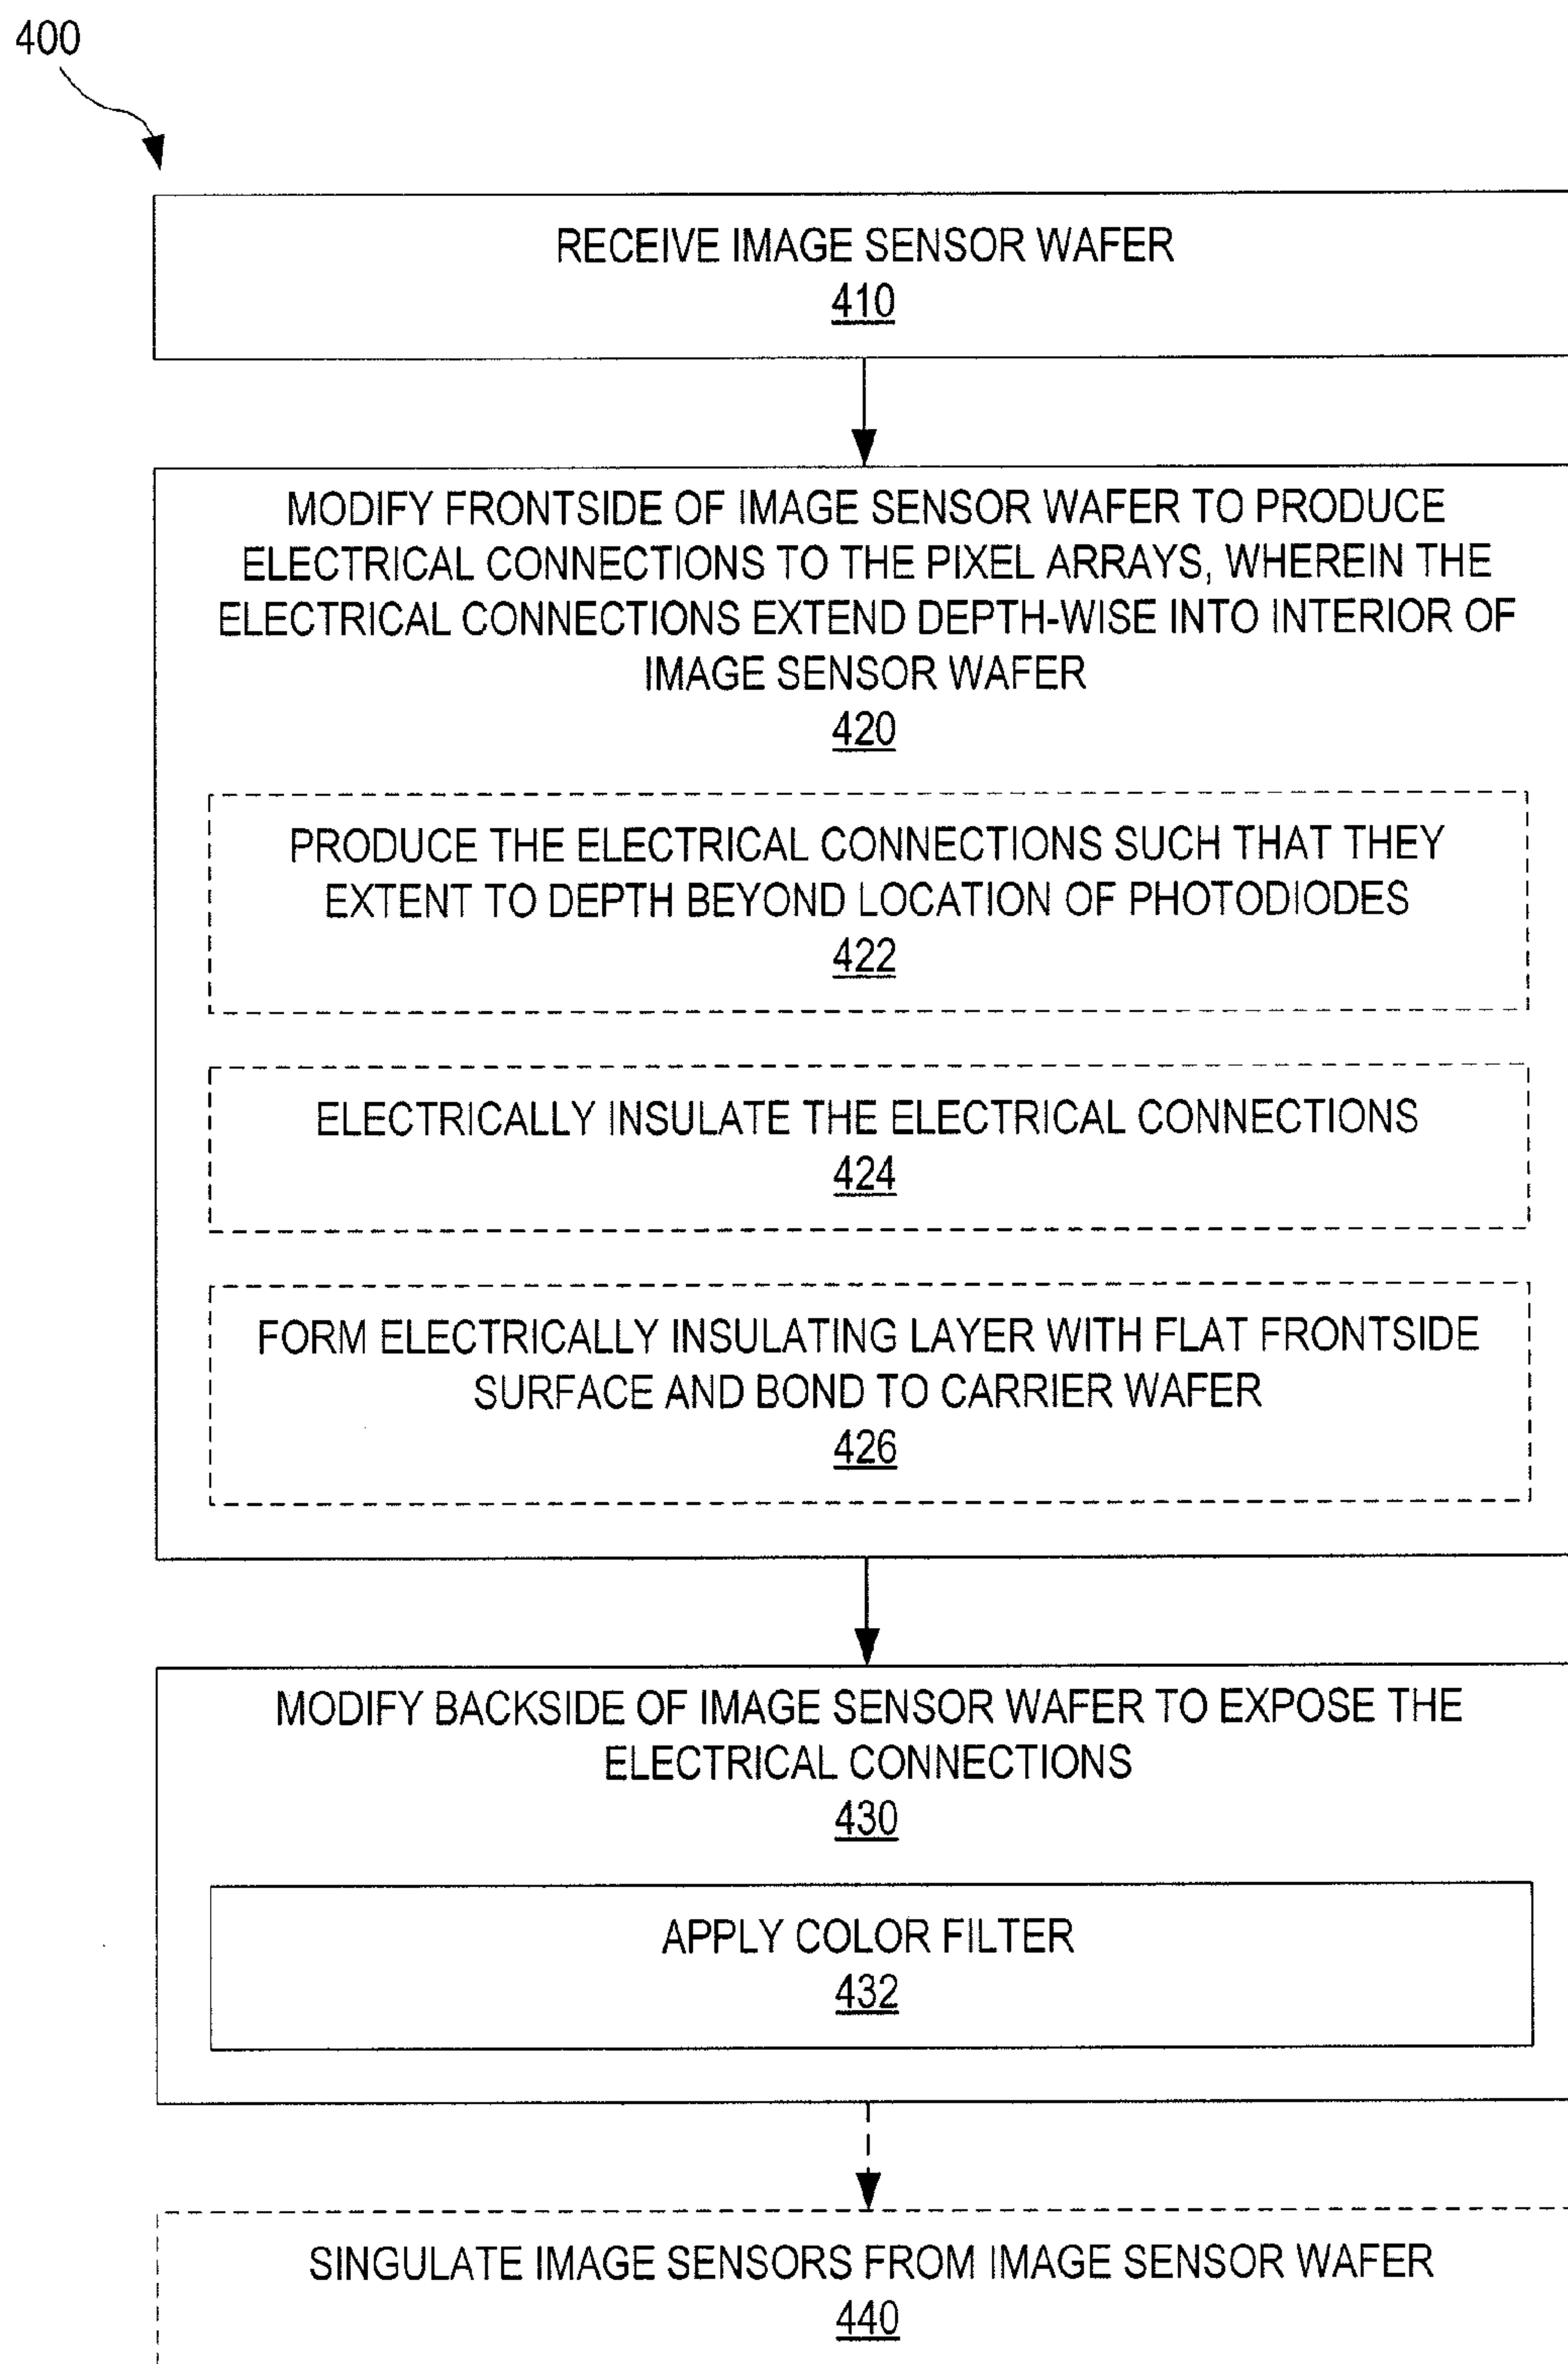 400
RECEIVE IMAGE SENSOR WAFER
410
MODIFY FRONTSIDE OF IMAGE SENSOR WAFER TO PRODUCE
ELECTRICAL CONNECTIONS TO THE PIXEL ARRAYS, WHEREIN THE
ELECTRICAL CONNECTIONS EXTEND DEPTH-WISE INTO INTERIOR OF
IMAGE SENSOR WAFER
420
PRODUCE THE ELECTRICAL CONNECTIONS SUCH THAT THEY
EXTENT TO DEPTH BEYOND LOCATION OF PHOTODIODES
422
ELECTRICALLY INSULATE THE ELECTRICAL CONNECTIONS
424
FORM ELECTRICALLY INSULATING LAYER WITH FLAT FRONTSIDE
SURFACE AND BOND TO CARRIER WAFER
426
MODIFY BACKSIDE OF IMAGE SENSOR WAFER TO EXPOSE THE
ELECTRICAL CONNECTIONS
430
APPLY COLOR FILTER
432
SINGULATE IMAGE SENSORS FROM IMAGE SENSOR WAFER
440